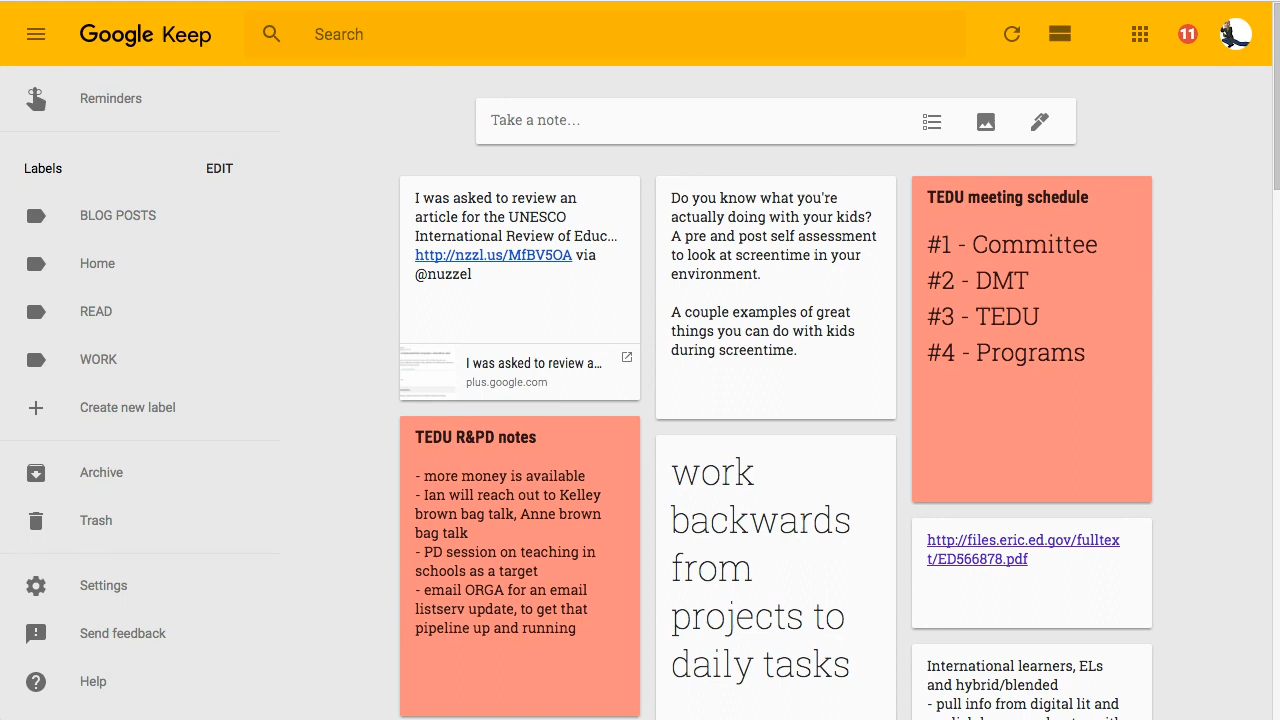 Google Keep
Search
11
Reminders
Labels
EDIT
BLOG POSTS
Home
READ
WORK
Create new label
Archive
Trash
Settings
Send feedback
Help
Take a note…
I was asked to review an
article for the UNESCO
International Review of Educ...
http://nzzl.us/MfBV5OA via
@nuzzel
I was asked to review a...
plus.google.com
TEDU R&PD notes
- more money is available
- Ian will reach out to Kelley
brown bag talk, Anne brown
bag talk
- PD session on teaching in
schools as a target
- email ORGA for an email
listserv update, to get that
pipeline up and running
Do you know what you're
actually doing with your kids?
A pre and post self assessment
to look at screentime in your
environment.
A couple examples of great
things you can do with kids
during screentime.
work
backwards
from
projects to
daily tasks
TEDU meeting schedule
#1 - Committee
#2 - DMT
#3 - TEDU
#4 - Programs
http://files.eric.ed.gov/fulltex
t/ED566878.pdf
International learners, ELs
and hybrid/blended
- pull info from digital lit and